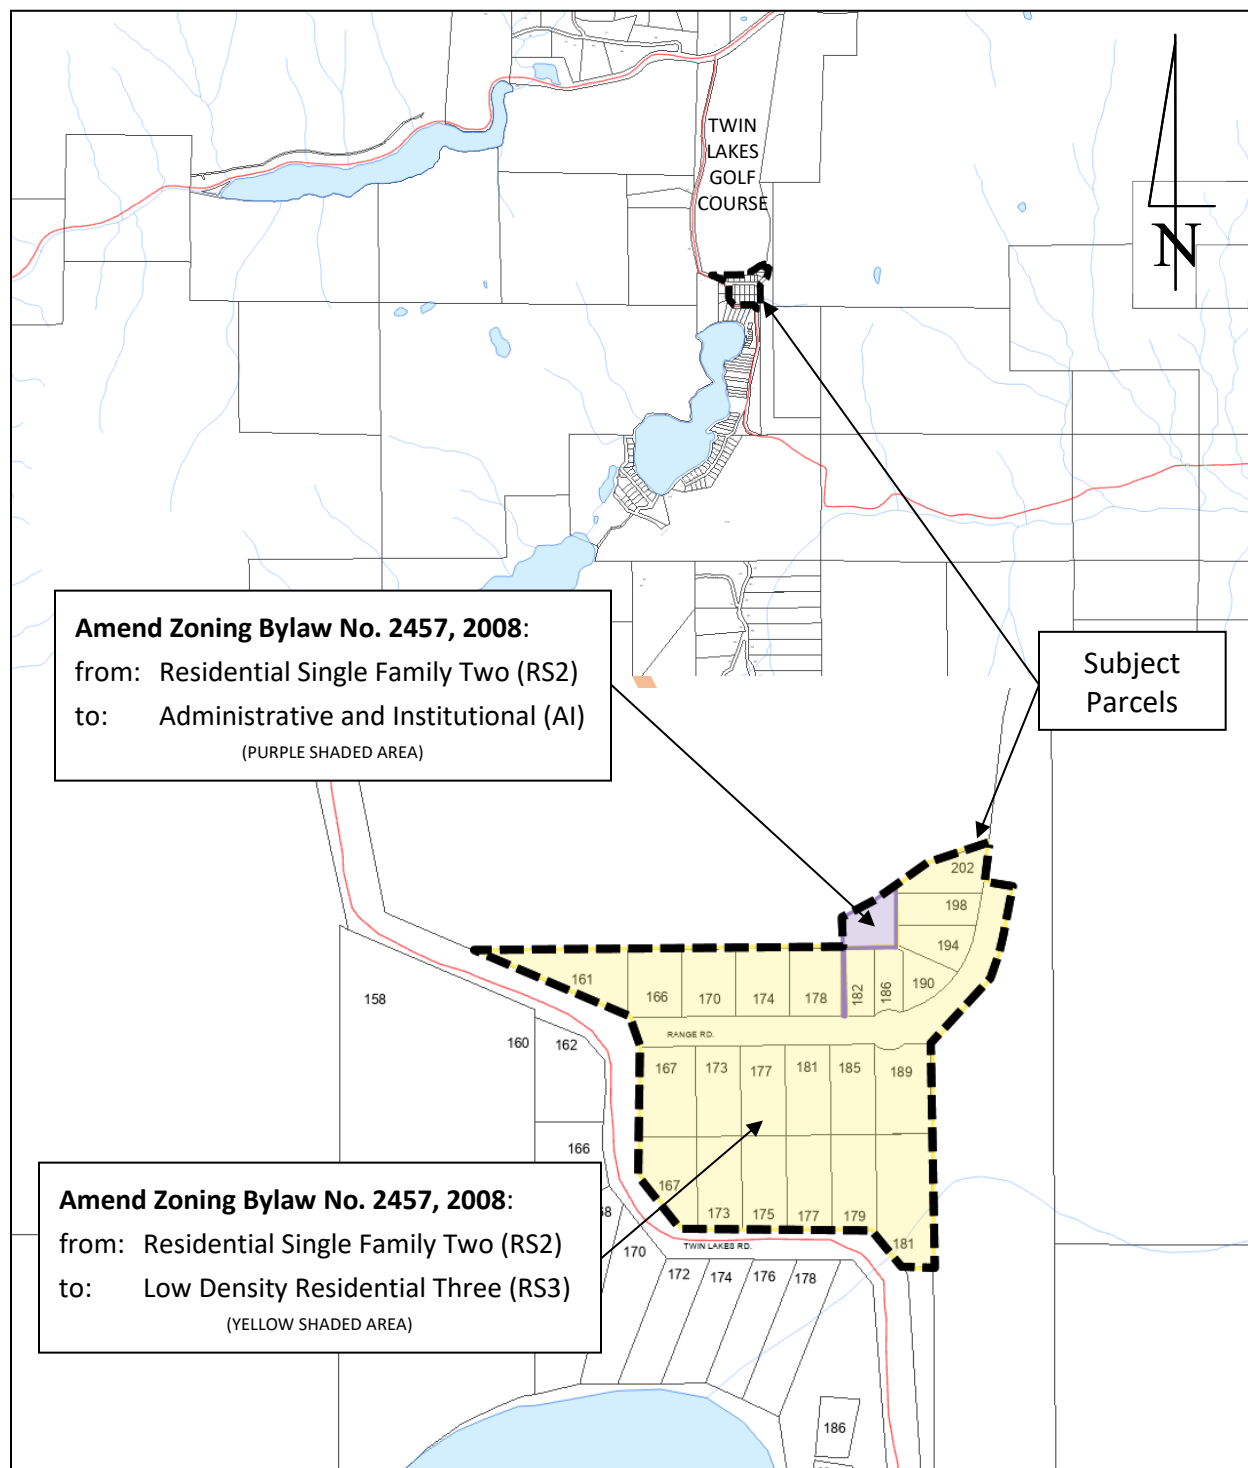 TWIN
LAKES
GOLF
COURSE
N
Amend Zoning Bylaw No. 2457, 2008:
from: Residential Single Family Two (RS2)
to: Administrative and Institutional (AI)
(PURPLE SHADED AREA)
Subject
Parcels
202
198
194
190
186
182
161
166
170
174
178
158
RANGE RD.
160
162
167
173
177
181
185
189
166
Amend Zoning Bylaw No. 2457, 2008:
from: Residential Single Family Two (RS2)
to: Low Density Residential Three (RS3)
(YELLOW SHADED AREA)
167
173
175
177
179
181
TWIN LAKES RD.
170
172
174
176
178
186